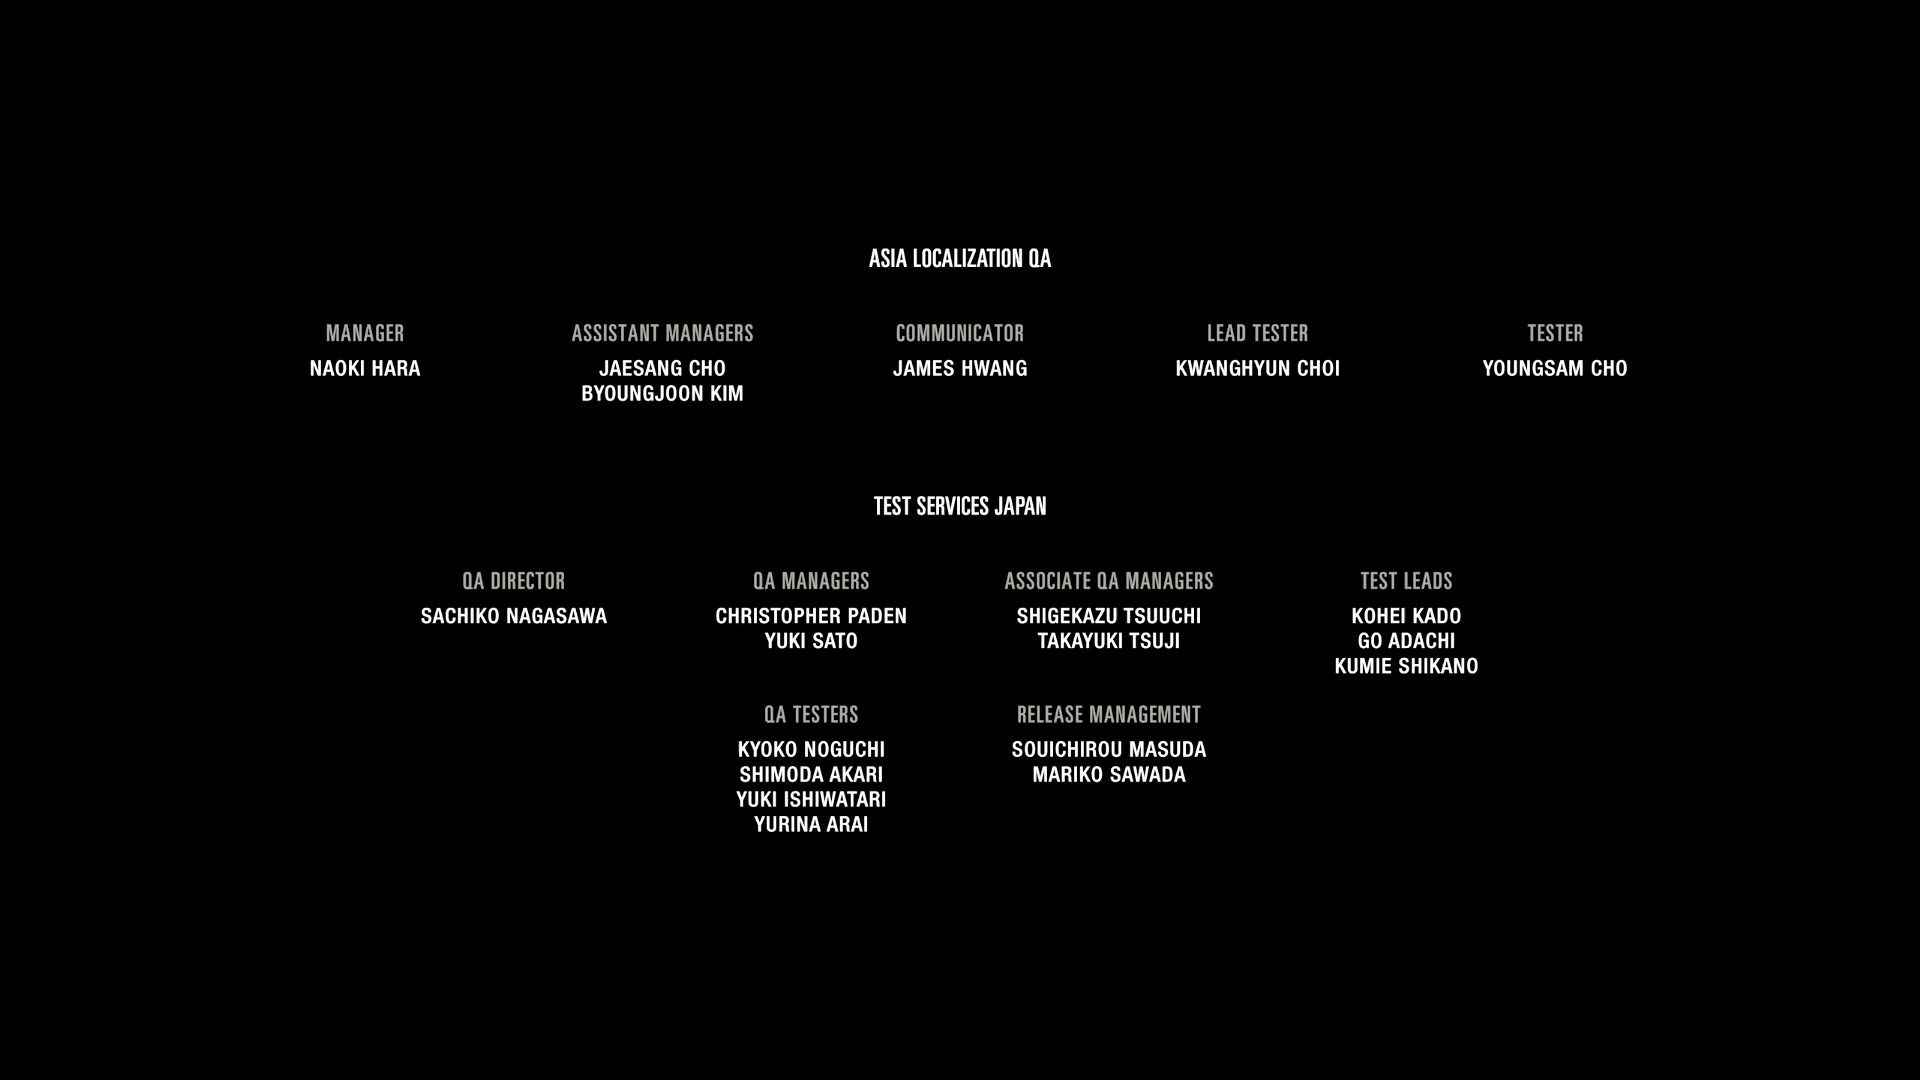 ASIA LOCALIZATION QA
MANAGER
NAOKI HARA
ASSISTANT MANAGERS
JAESANG CHO
BYOUNGJOON KIM
COMMUNICATOR
JAMES HWANG
LEAD TESTER
KWANGHYUN CHOI
TESTER
YOUNGSAM CHO
TEST SERVICES JAPAN
QA DIRECTOR
SACHIKO NAGASAWA
QA MANAGERS
CHRISTOPHER PADEN
YUKI SATO
ASSOCIATE QA MANAGERS
SHIGEKAZU TSUUCHI
TAKAYUKI TSUJI
TEST LEADS
KOHEI KADO
GO ADACHI
KUMIE SHIKANO
QA TESTERS
KYOKO NOGUCHI
SHIMODA AKARI
YUKI ISHIWATARI
YURINA ARAI
RELEASE MANAGEMENT
SOUICHIROU MASUDA
MARIKO SAWADA